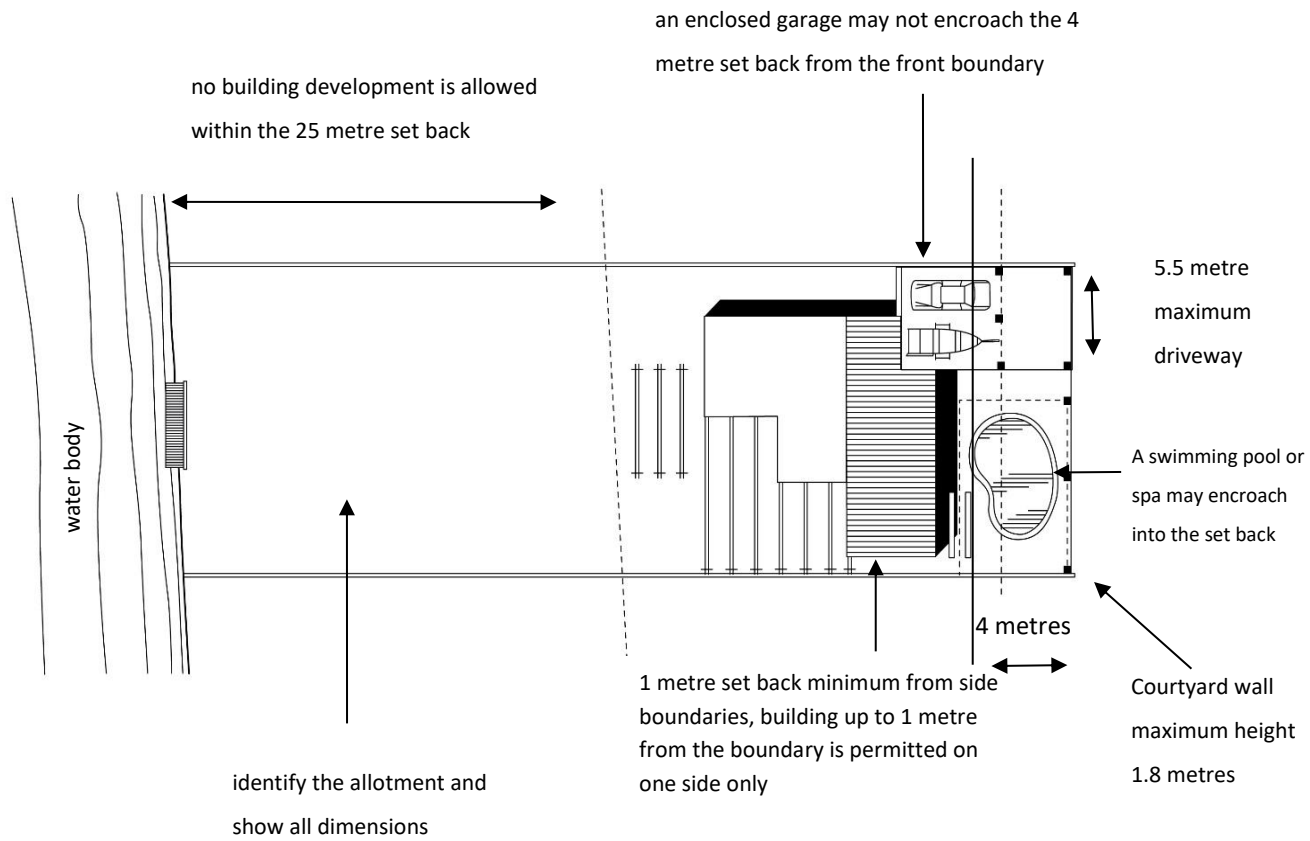 an enclosed garage may not encroach the 4
metre set back from the front boundary
no building development is allowed
within the 25 metre set back
5.5 metre
maximum
driveway
water body
A swimming pool or
spa may encroach
into the set back
4 metres
1 metre set back minimum from side
boundaries, building up to 1 metre
from the boundary is permitted on
one side only
Courtyard wall
maximum height
1.8 metres
identify the allotment and
show all dimensions